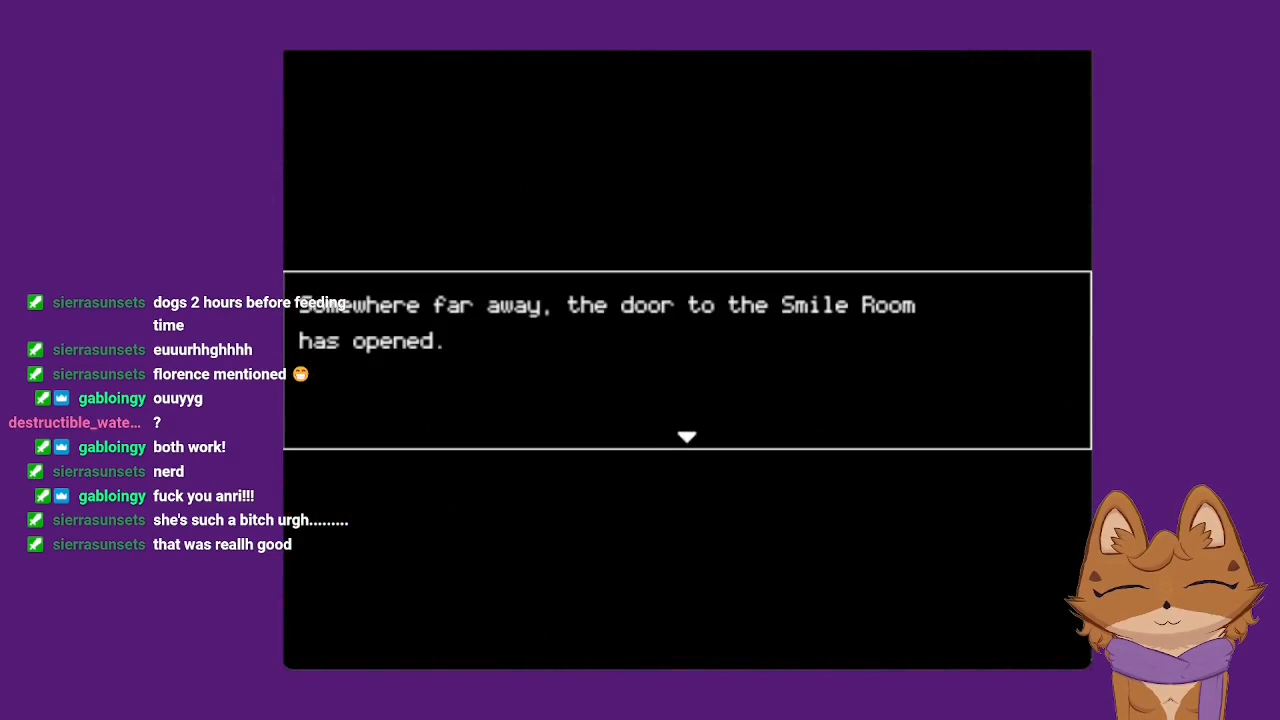 Somewhere far away, the door to the Smile Room
has opened.
sierrasunsets dogs 2 hours before feeding
time
sierrasunsets euuurhhghhhh
sierrasunsets florence mentioned 😁
gabloingy ouuyyg
destructible_wate... ?
gabloingy both work!
sierrasunsets nerd
gabloingy fuck you anri!!!
sierrasunsets she's such a bitch urgh.........
sierrasunsets that was reallh good